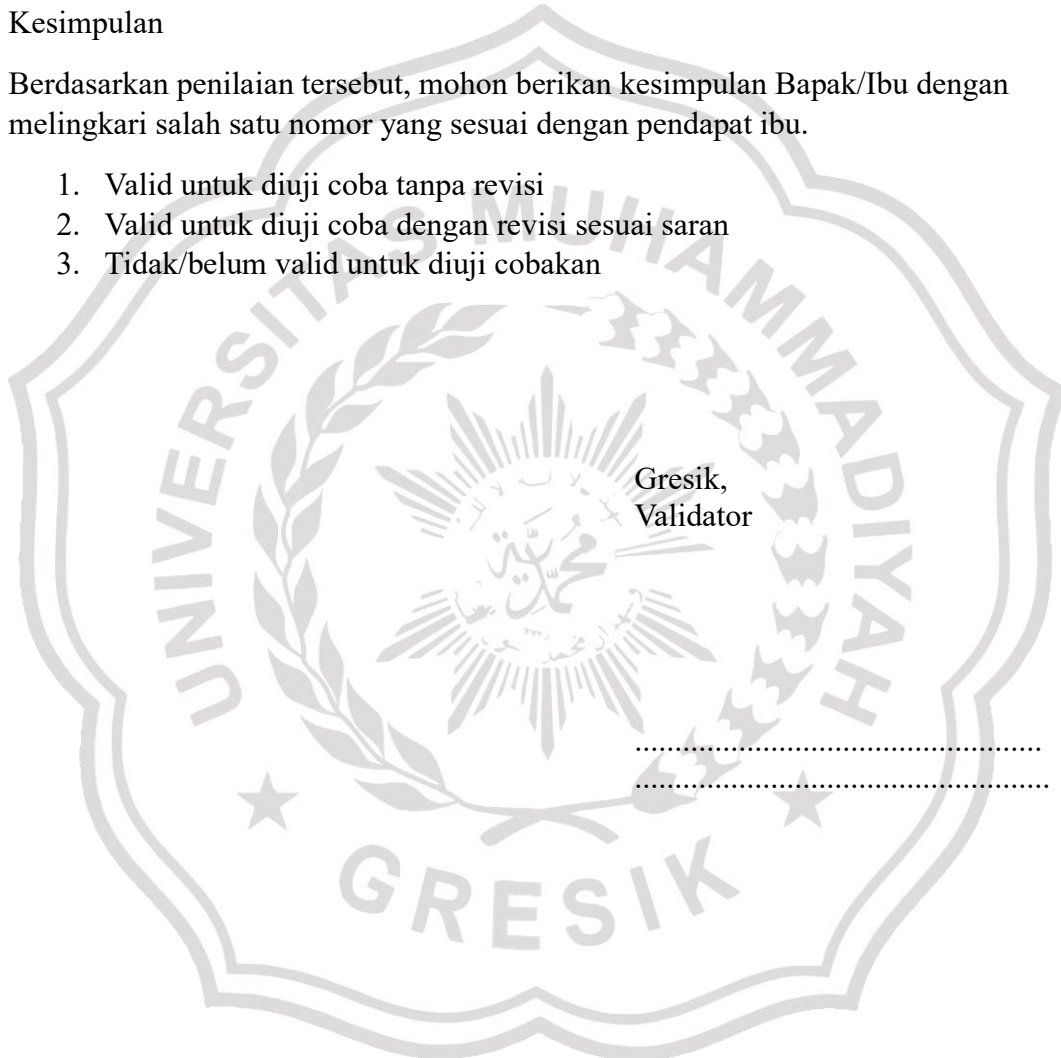 Kesimpulan
Berdasarkan penilaian tersebut, mohon berikan kesimpulan Bapak/Ibu dengan
melingkari salah satu nomor yang sesuai dengan pendapat ibu.
1. Valid untuk diuji coba tanpa revisi
2. Valid untuk diuji coba dengan revisi sesuai saran
3. Tidak/belum valid untuk diuji cobakan
UNIVERSITAS MUHAMMADIYAH
Gresik,
Validator
محمدية
....................................................
.....................................................
GRESIK